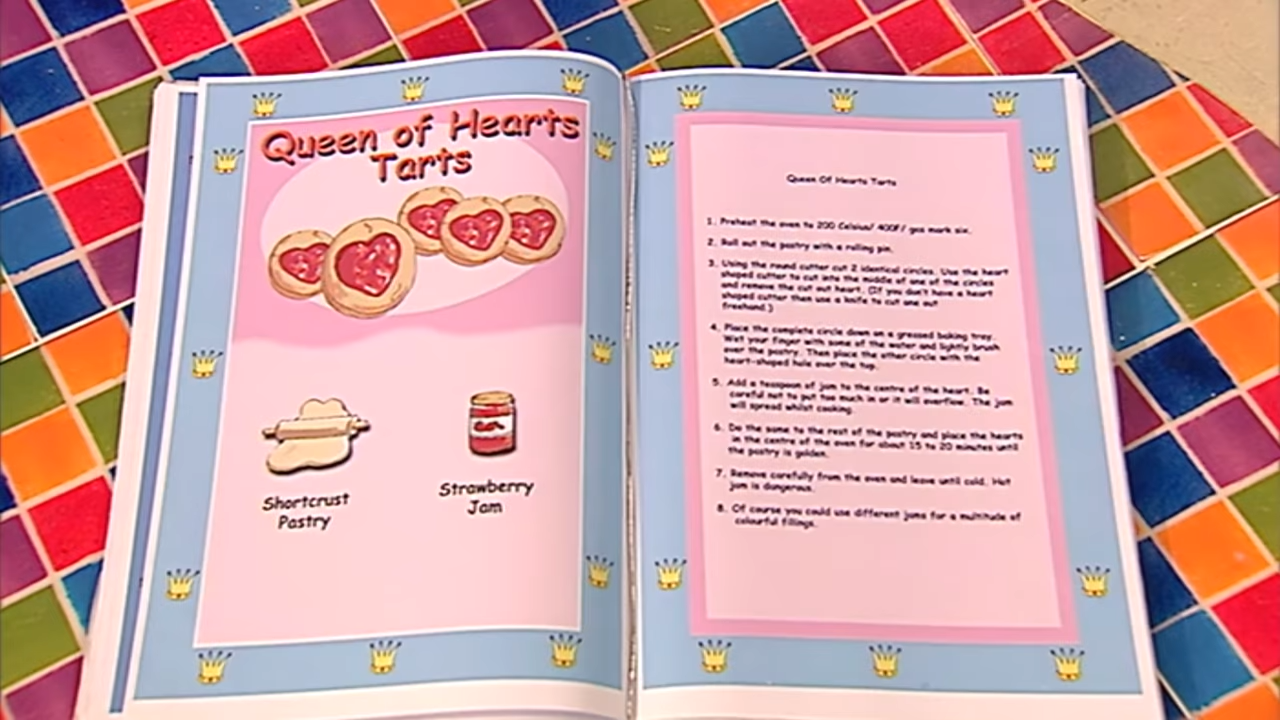 Queen of Hearts
Tarts
Shortcrust
Pastry
Strawberry
Jam
Queen Of Hearts Tarts
1. Preheat the oven to 200 Celsius/ 400F/ gas mark six.
2. Roll out the pastry with a rolling pin.
3. Using the round cutter cut 2 identical circles. Use the heart
shaped cutter to cut into the middle of one of the circles
and remove the cut out heart. (If you don't have a heart
shaped cutter then use a knife to cut one out
freehand.)
4. Place the complete circle down on a greased baking tray.
Wet your finger with some of the water and lightly brush
over the pastry. Then place the other circle with the
heart-shaped hole over the top.
5. Add a teaspoon of jam to the centre of the heart. Be
careful not to put too much in or it will overflow. The jam
will spread whilst cooking.
6. Do the same to the rest of the pastry and place the hearts
in the centre of the oven for about 15 to 20 minutes until
the pastry is golden.
7. Remove carefully from the oven and leave until cold. Hot
jam is dangerous.
8. Of course you could use different jams for a multitude of
colourful fillings.